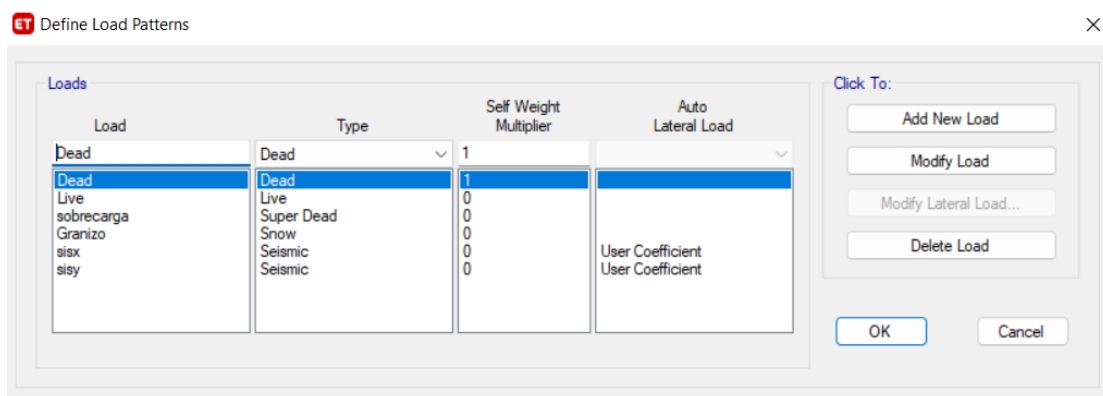 ET Define Load Patterns
Loads
Click To:
Load
Type
Self Weight
Multiplier
Auto
Lateral Load
Dead Dead 1
Dead Dead 1
Live Live 0
sobrecarga Super Dead 0
Granizo Snow 0
sisx Seismic 0 User Coefficient
sisy Seismic 0 User Coefficient
Add New Load
Modify Load
Modify Lateral Load...
Delete Load
OK
Cancel